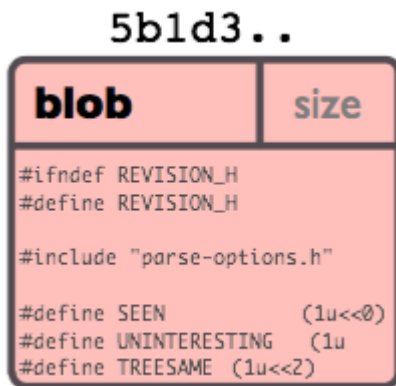 5b1d3..
blob size
#ifndef REVISION_H
#define REVISION_H
#include "parse-options.h"
#define SEEN (1u<<0)
#define UNINTERESTING (1u
#define TREESAME (1u<<2)